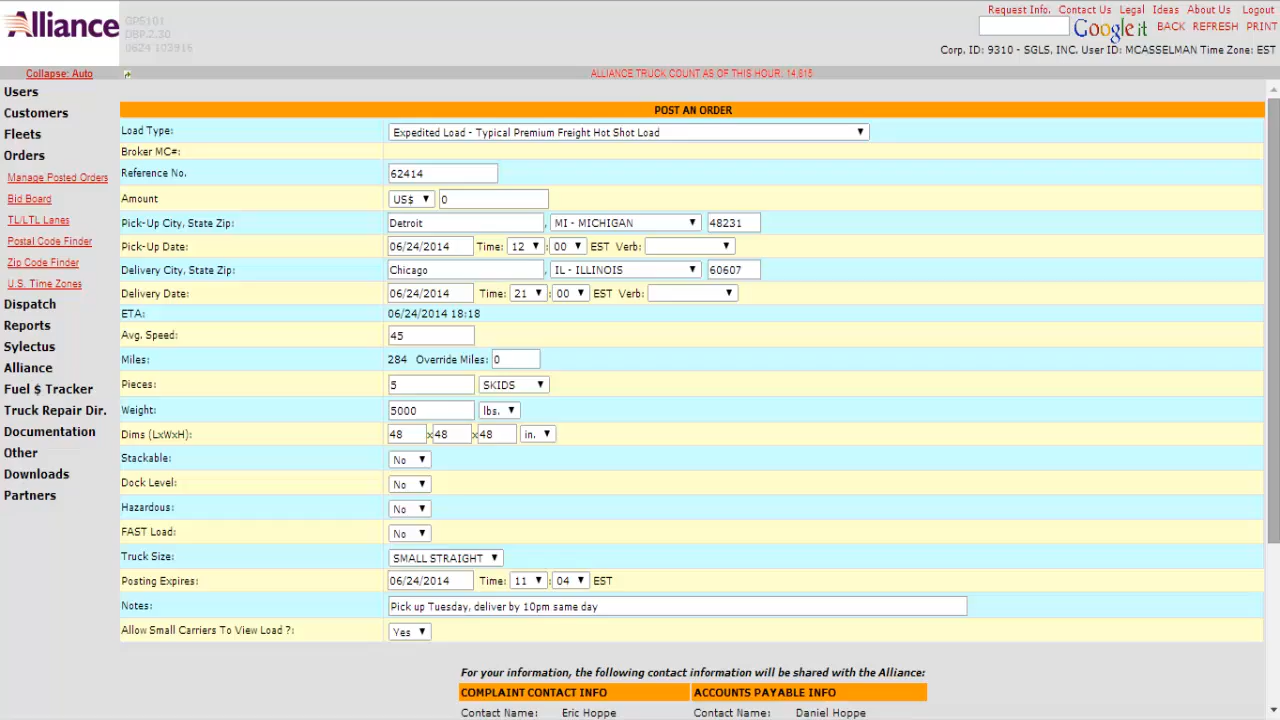 Alliance
GP5101
DBP.2.30
0624 103916
Request Info. Contact Us Legal Ideas About Us Logout
Google it BACK REFRESH PRINT
Corp. ID: 9310 - SGLS, INC. User ID: MCASSELMAN Time Zone: EST
Collapse: Auto
ALLIANCE TRUCK COUNT AS OF THIS HOUR. 14,615
Users
Customers
Fleets
Orders
Manage Posted Orders
Bid Board
TL/LTL Lanes
Postal Code Finder
Zip Code Finder
U.S. Time Zones
Dispatch
Reports
Sylectus
Alliance
Fuel $ Tracker
Truck Repair Dir.
Documentation
Other
Downloads
Partners
POST AN ORDER
Load Type: Expedited Load - Typical Premium Freight Hot Shot Load
Broker MC#:
Reference No. 62414
Amount US$ 0
Pick-Up City, State Zip: Detroit , MI - MICHIGAN 48231
Pick-Up Date: 06/24/2014 Time: 12 : 00 EST Verb:
Delivery City, State Zip: Chicago , IL - ILLINOIS 60607
Delivery Date: 06/24/2014 Time: 21 : 00 EST Verb:
ETA: 06/24/2014 18:18
Avg. Speed: 45
Miles: 284 Override Miles: 0
Pieces: 5 SKIDS
Weight: 5000 lbs.
Dims (LxWxH): 48 x 48 x 48 in.
Stackable: No
Dock Level: No
Hazardous: No
FAST Load: No
Truck Size: SMALL STRAIGHT
Posting Expires: 06/24/2014 Time: 11 : 04 EST
Notes: Pick up Tuesday, deliver by 10pm same day
Allow Small Carriers To View Load ?: Yes
For your information, the following contact information will be shared with the Alliance:
COMPLAINT CONTACT INFO ACCOUNTS PAYABLE INFO
Contact Name: Eric Hoppe Contact Name: Daniel Hoppe